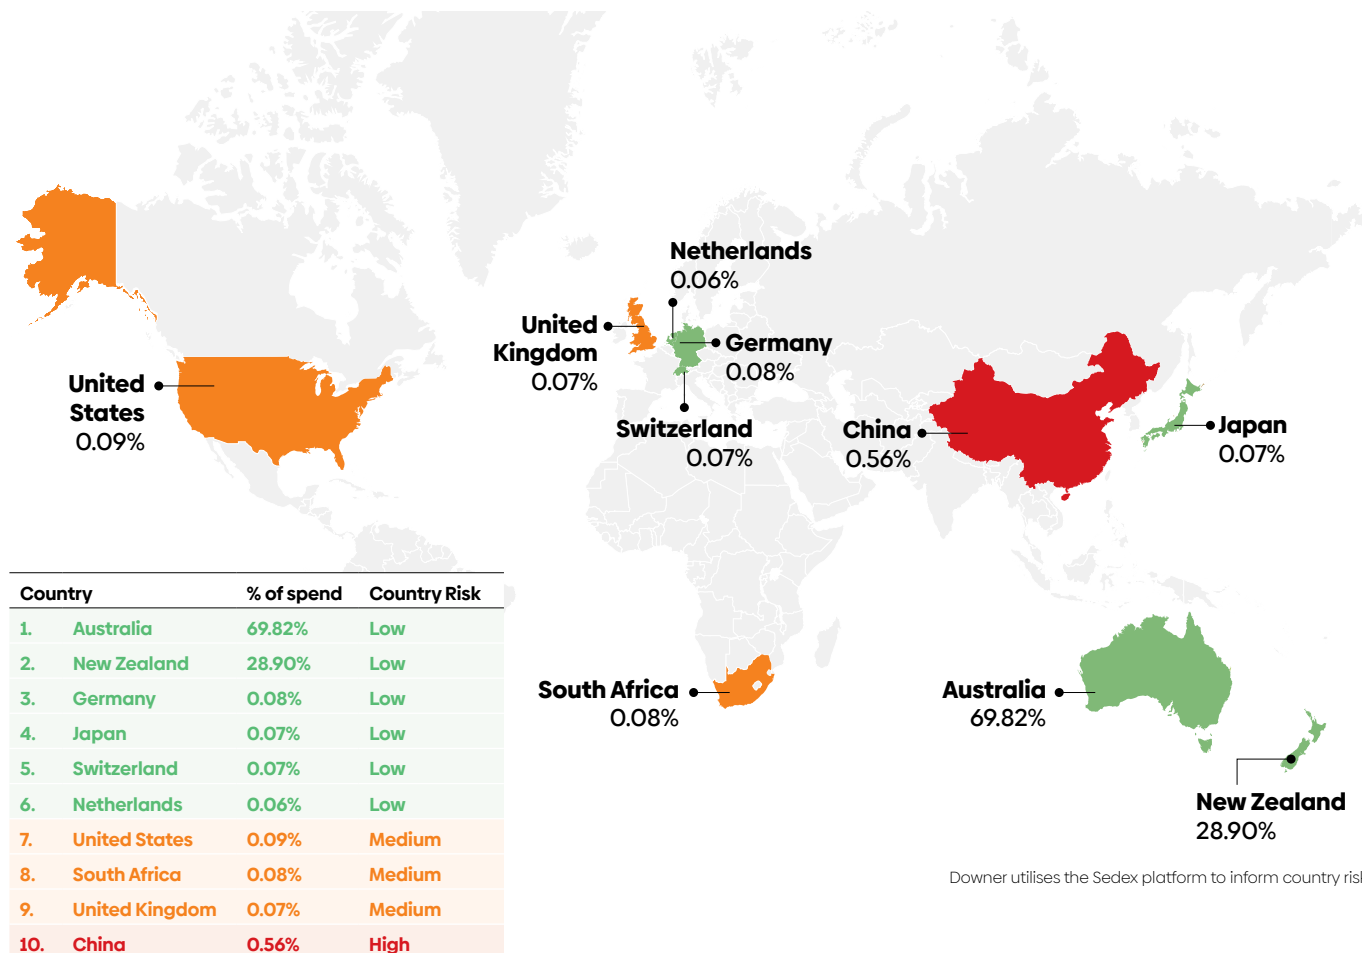 Netherlands
0.06%
United
Kingdom
0.07%
Germany
0.08%
United
States
0.09%
Switzerland
0.07%
China
0.56%
Japan
0.07%
Country % of spend Country Risk
1. Australia 69.82% Low
2. New Zealand 28.90% Low
3. Germany 0.08% Low
4. Japan 0.07% Low
5. Switzerland 0.07% Low
6. Netherlands 0.06% Low
7. United States 0.09% Medium
8. South Africa 0.08% Medium
9. United Kingdom 0.07% Medium
10. China 0.56% High
South Africa
0.08%
Australia
69.82%
New Zealand
28.90%
Downer utilises the Sedex platform to inform country